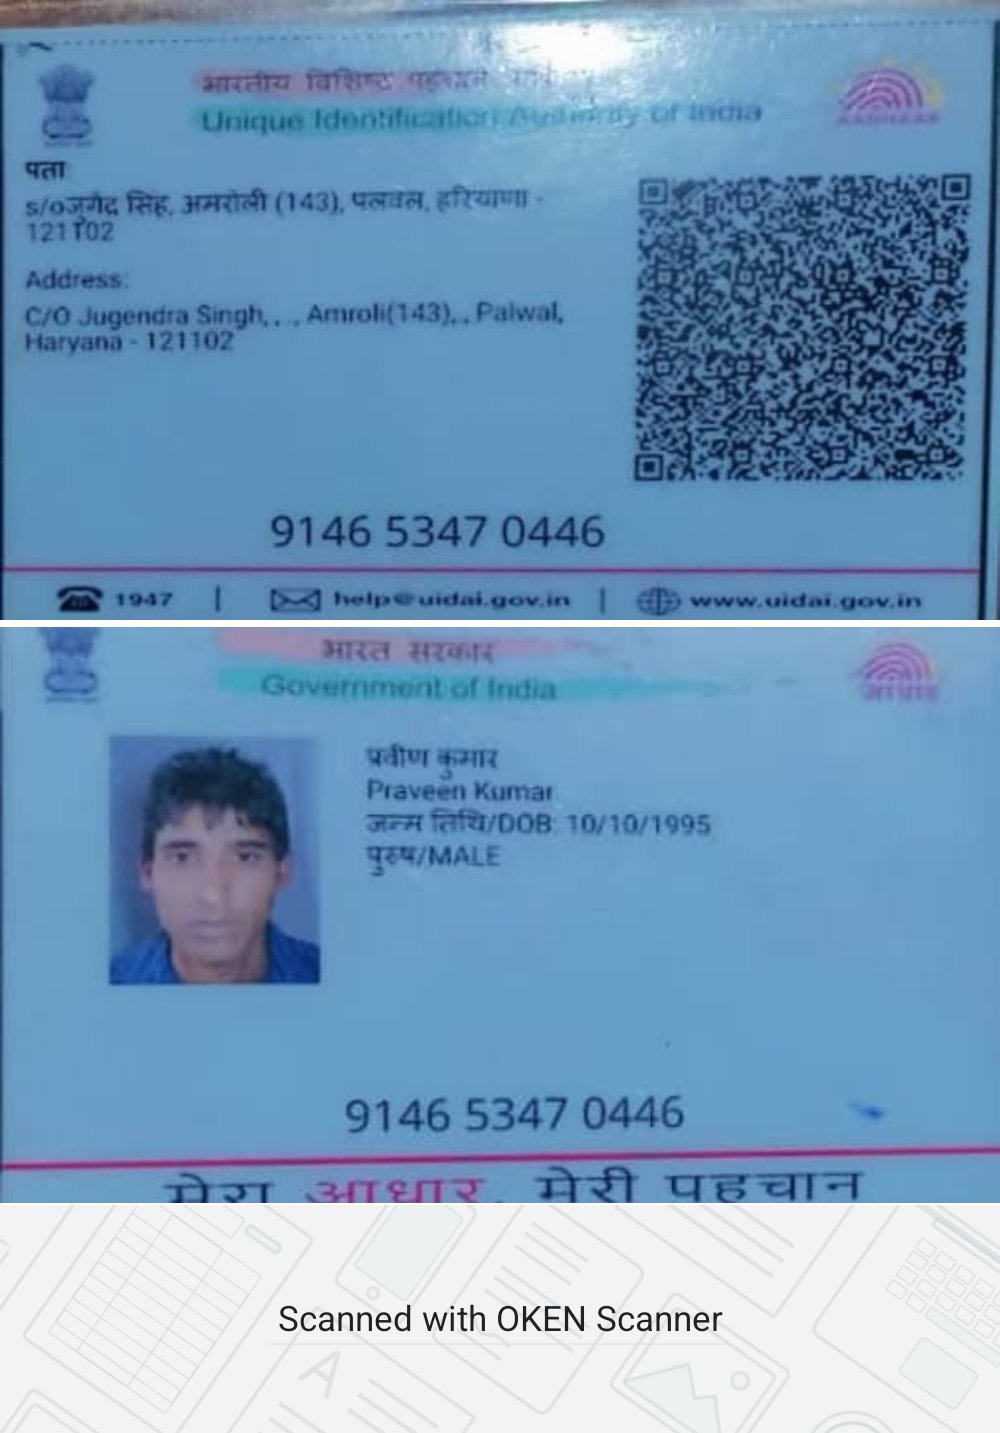 भारतीय विशिष्ट पहचान
Unique Identification Authority of India
AADHAAR
पता
s/oजगेंद्र सिंह, अमरोली (143), पलवल, हरियाणा -
121102
Address:
C/O Jugendra Singh, , ., Amroli(143),, Palwal,
Haryana - 121102
9146 5347 0446
1947 | help@uidai.gov.in | www.uidai.gov.in
भारत सरकार
Government of India
आधार
प्रवीण कुमार
Praveen Kumar
जन्म तिथि/DOB: 10/10/1995
पुरुष/MALE
9146 5347 0446
मेरा आधार, मेरी पहचान
Scanned with OKEN Scanner